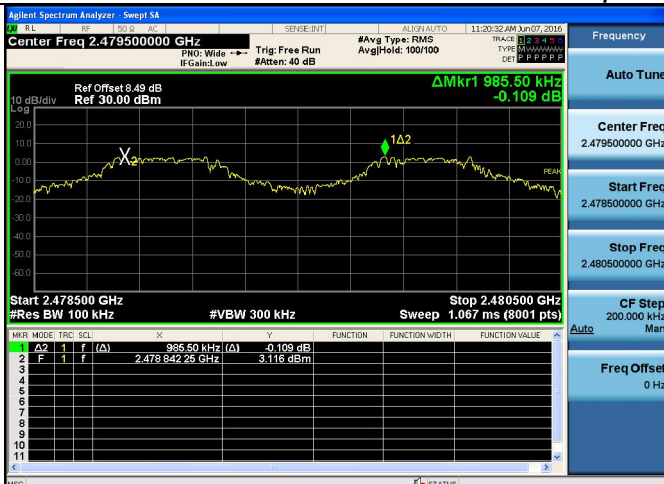 Agilent Spectrum Analyzer - Swept SA
RL RF 50 Ω AC SENSE:INT ALIGN AUTO 11:20:32 AM Jun 07, 2016
Center Freq 2.479500000 GHz
PNO: Wide
IFGain:Low
Trig: Free Run
#Atten: 40 dB
#Avg Type: RMS
Avg|Hold: 100/100
TRACE 1 2 3 4 5 6
TYPE M W W W W W
DET P P P P P P
Frequency
Auto Tune
Center Freq
2.479500000 GHz
Start Freq
2.478500000 GHz
Stop Freq
2.480500000 GHz
CF Step
200.000 kHz
Auto Man
Freq Offset
0 Hz
ΔMkr1 985.50 kHz
-0.109 dB
Ref Offset 8.49 dB
Ref 30.00 dBm
10 dB/div
Log
20.0
10.0
0.00
-10.0
-20.0
-30.0
-40.0
-50.0
-60.0
X2
1Δ2
PEAK
Start 2.478500 GHz
Stop 2.480500 GHz
#Res BW 100 kHz #VBW 300 kHz Sweep 1.067 ms (8001 pts)
MKR MODE TRC SCL X Y FUNCTION FUNCTION WIDTH FUNCTION VALUE
1 Δ2 1 f (Δ) 985.50 kHz (Δ) -0.109 dB
2 F 1 f 2.478 842 25 GHz 3.116 dBm
3
4
5
6
7
8
9
10
11
MSG STATUS